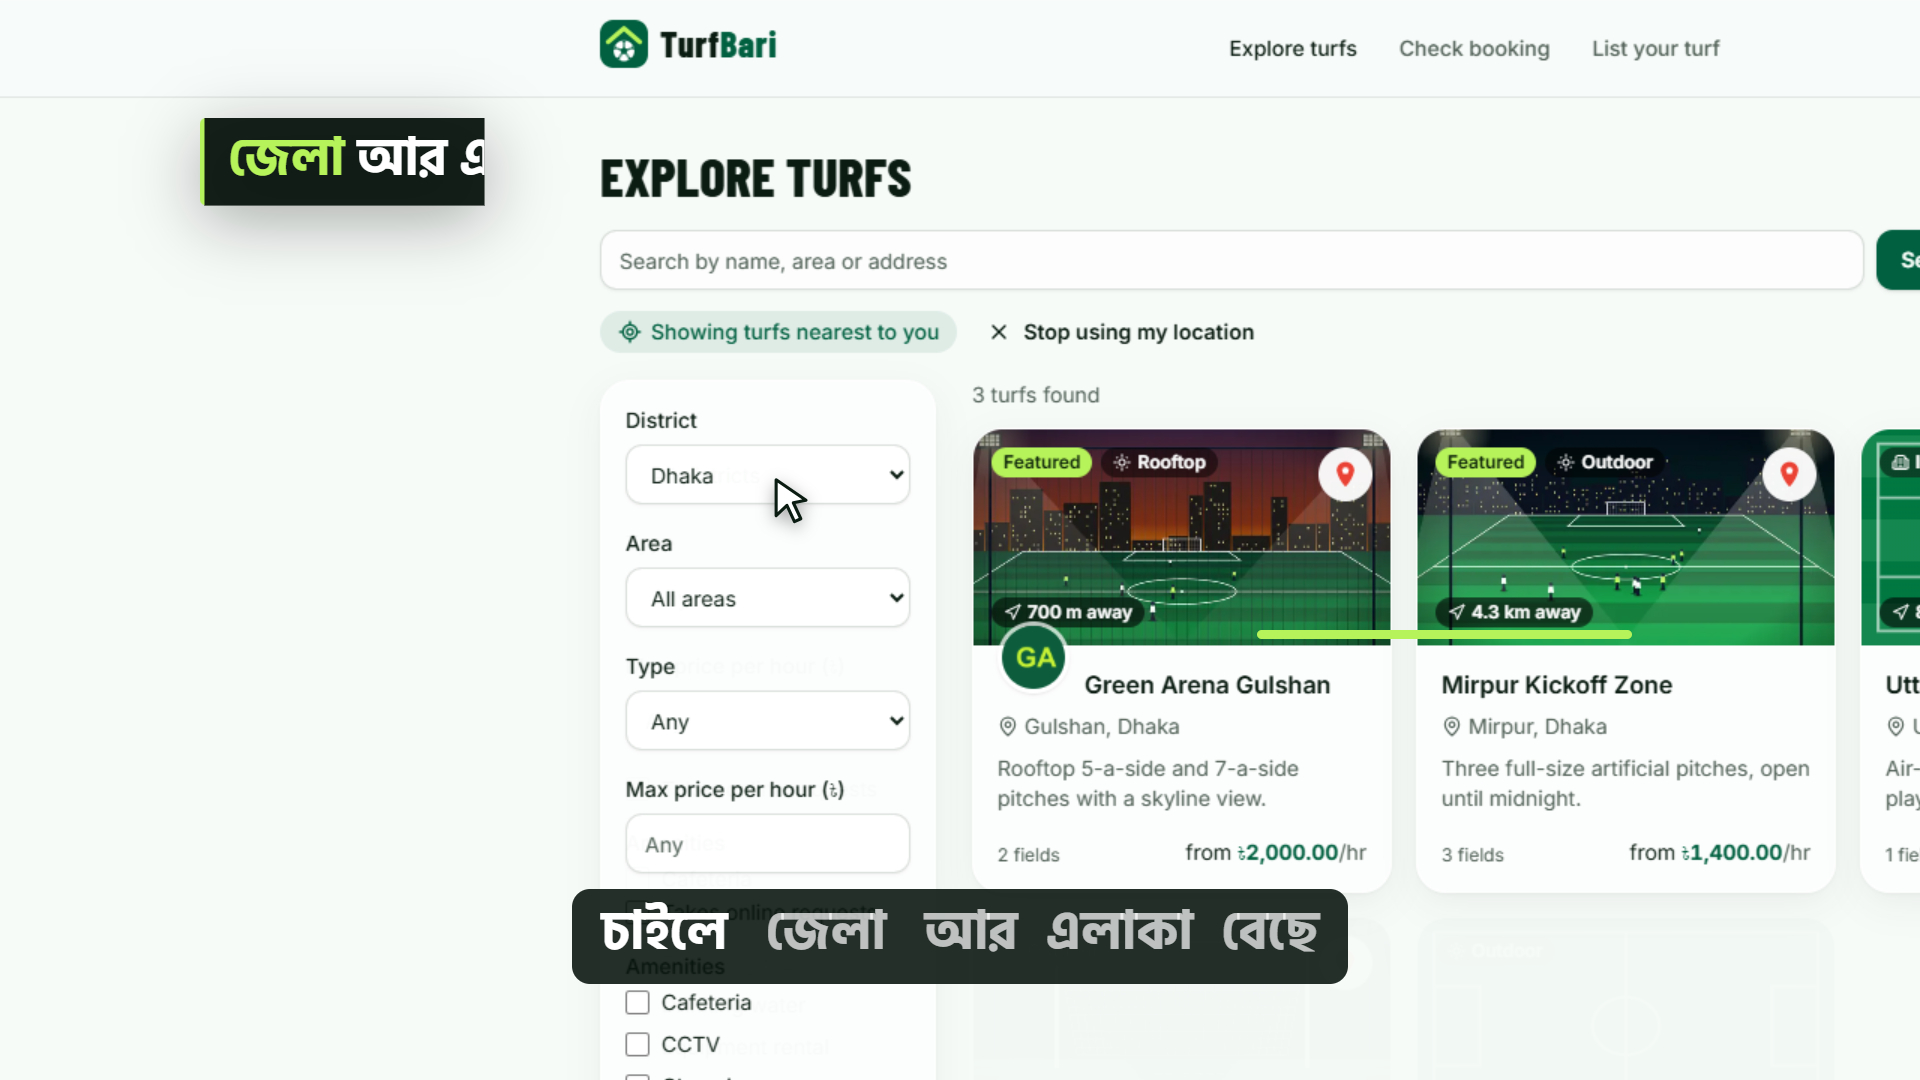 TurfBari
Explore turfs
Check booking
List your turf
জেলা আর
EXPLORE TURFS
Search by name, area or address
Showing turfs nearest to you
Stop using my location
3 turfs found
District
Dhaka
Area
All areas
Type
Any
Max price per hour (৳)
Any
Amenities
Cafeteria
CCTV
Featured
Rooftop
700 m away
GA
Green Arena Gulshan
Gulshan, Dhaka
Rooftop 5-a-side and 7-a-side
pitches with a skyline view.
2 fields
from ৳2,000.00/hr
Featured
Outdoor
4.3 km away
Mirpur Kickoff Zone
Mirpur, Dhaka
Three full-size artificial pitches, open
until midnight.
3 fields
from ৳1,400.00/hr
চাইলে জেলা আর এলাকা বেছে